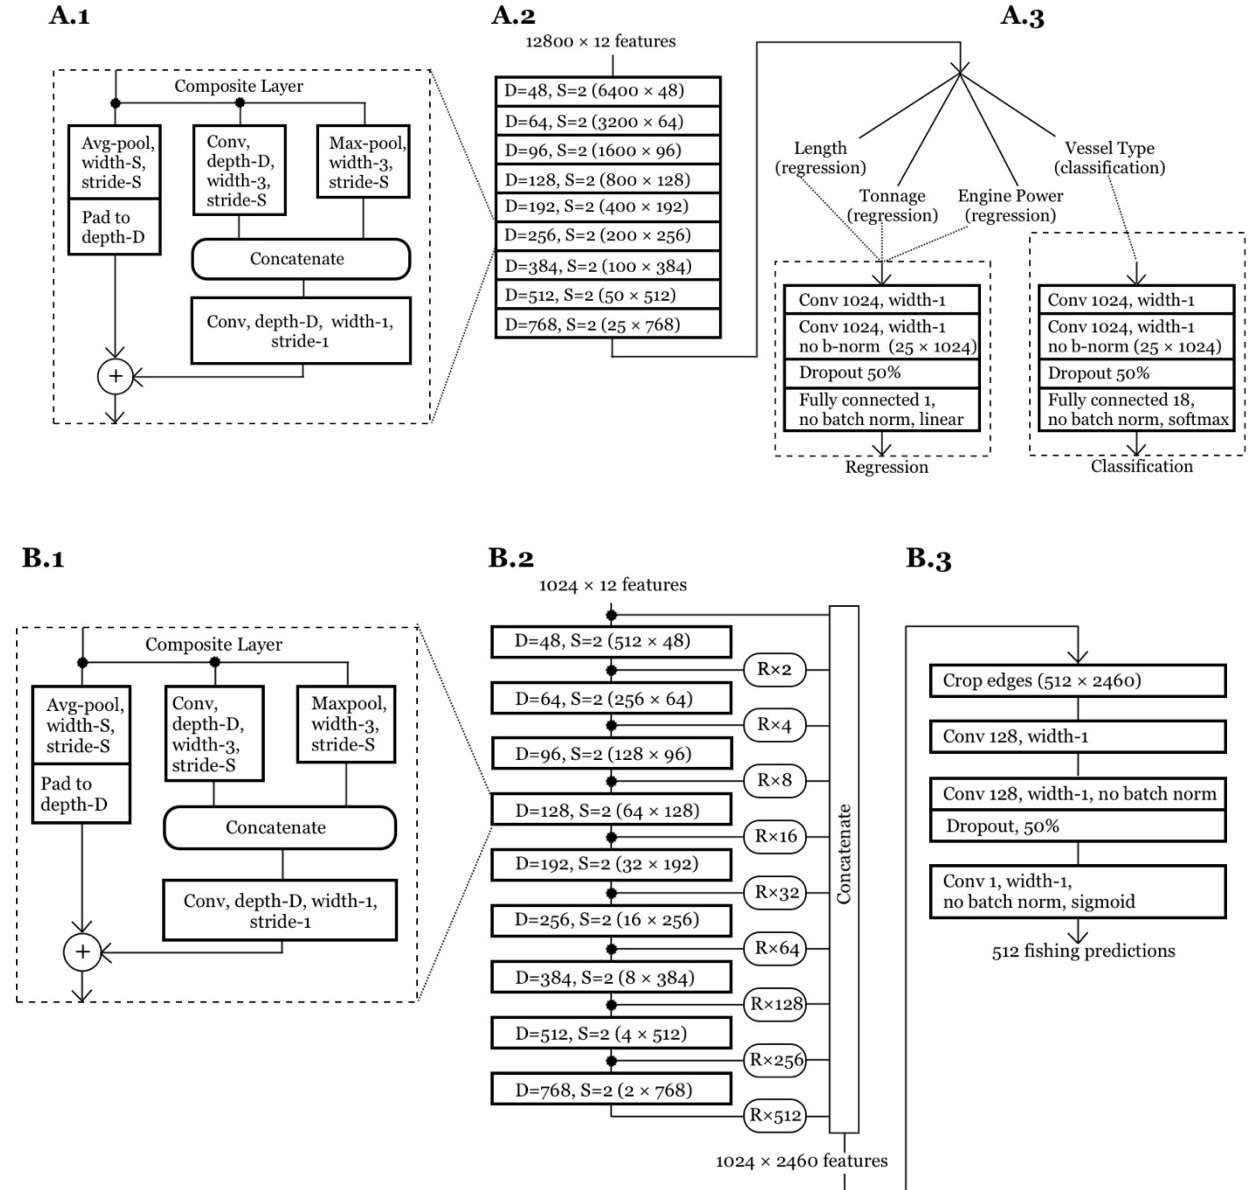 A.1
Composite Layer
Avg-pool,
width-S,
stride-S
Pad to
depth-D
Conv,
depth-D,
width-3,
stride-S
Max-pool,
width-3,
stride-S
Concatenate
Conv, depth-D, width-1,
stride-1
+
A.2
12800 × 12 features
D=48, S=2 (6400 × 48)
D=64, S=2 (3200 × 64)
D=96, S=2 (1600 × 96)
D=128, S=2 (800 × 128)
D=192, S=2 (400 × 192)
D=256, S=2 (200 × 256)
D=384, S=2 (100 × 384)
D=512, S=2 (50 × 512)
D=768, S=2 (25 × 768)
A.3
Length
(regression)
Tonnage
(regression)
Engine Power
(regression)
Vessel Type
(classification)
Conv 1024, width-1
Conv 1024, width-1
no b-norm (25 × 1024)
Dropout 50%
Fully connected 1,
no batch norm, linear
Regression
Conv 1024, width-1
Conv 1024, width-1
no b-norm (25 × 1024)
Dropout 50%
Fully connected 18,
no batch norm, softmax
Classification
B.1
Composite Layer
Avg-pool,
width-S,
stride-S
Pad to
depth-D
Conv,
depth-D,
width-3,
stride-S
Maxpool,
width-3,
stride-S
Concatenate
Conv, depth-D, width-1,
stride-1
+
B.2
1024 × 12 features
D=48, S=2 (512 × 48)
R×2
D=64, S=2 (256 × 64)
R×4
D=96, S=2 (128 × 96)
R×8
D=128, S=2 (64 × 128)
R×16
D=192, S=2 (32 × 192)
R×32
D=256, S=2 (16 × 256)
R×64
D=384, S=2 (8 × 384)
R×128
D=512, S=2 (4 × 512)
R×256
D=768, S=2 (2 × 768)
R×512
Concatenate
1024 × 2460 features
B.3
Crop edges (512 × 2460)
Conv 128, width-1
Conv 128, width-1, no batch norm
Dropout, 50%
Conv 1, width-1,
no batch norm, sigmoid
512 fishing predictions